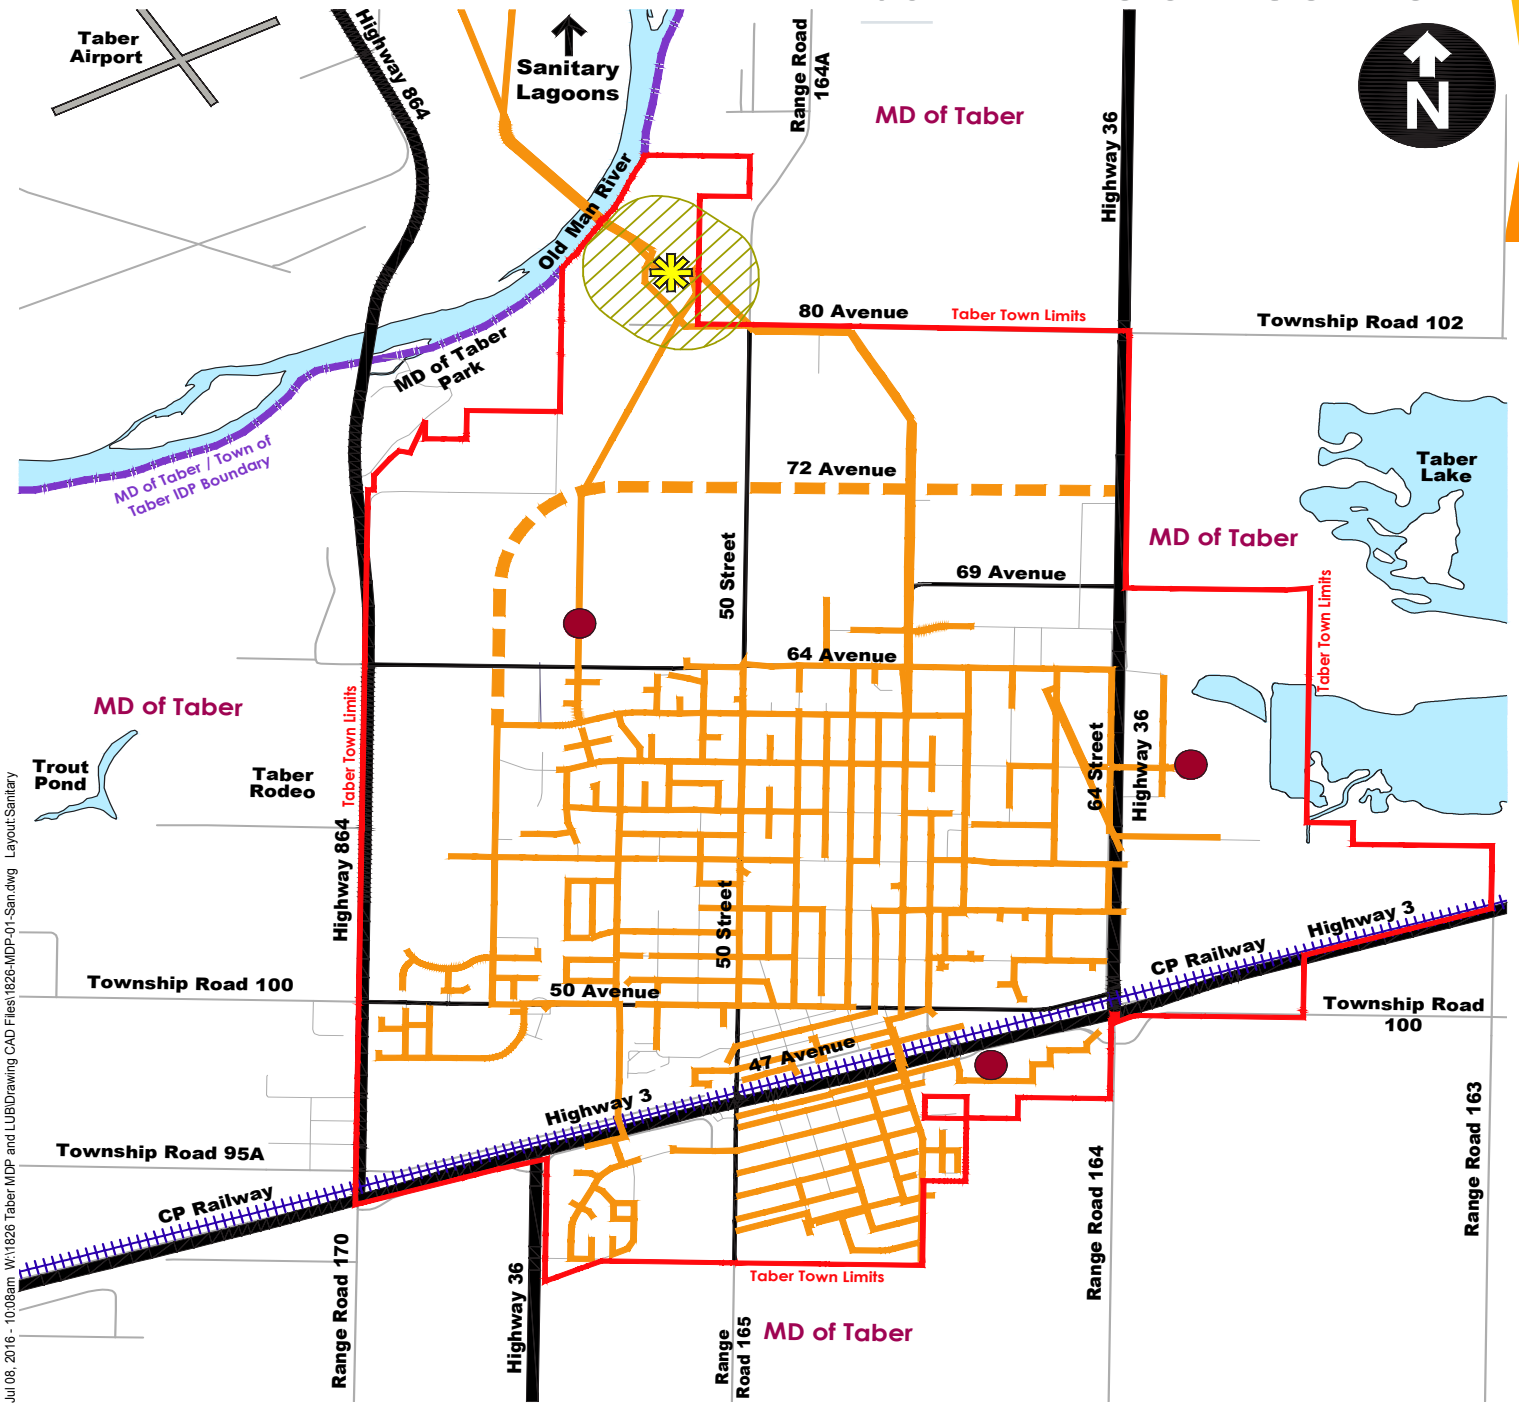 Taber
Airport
Highway 864
Sanitary
Lagoons
Range Road
164A
MD of Taber
Highway 36
N
Old Man River
80 Avenue
Taber Town Limits
Township Road 102
MD of Taber
Park
MD of Taber / Town of
Taber IDP Boundary
72 Avenue
Taber
Lake
50 Street
69 Avenue
MD of Taber
Taber Town Limits
64 Avenue
MD of Taber
Taber Town Limits
Trout
Pond
Taber
Rodeo
64 Street
Highway 36
Highway 864
50 Street
Highway 3
CP Railway
Township Road 100
50 Avenue
Township Road
100
47 Avenue
Highway 3
Township Road 95A
CP Railway
Range Road 163
Range Road 164
Range Road 170
Highway 36
Taber Town Limits
Range
Road 165
MD of Taber
Jul 08, 2016 - 10:08am W:\1826 Taber MDP and LUB\Drawing CAD Files\1826-MDP-01-San.dwg Layout:Sanitary